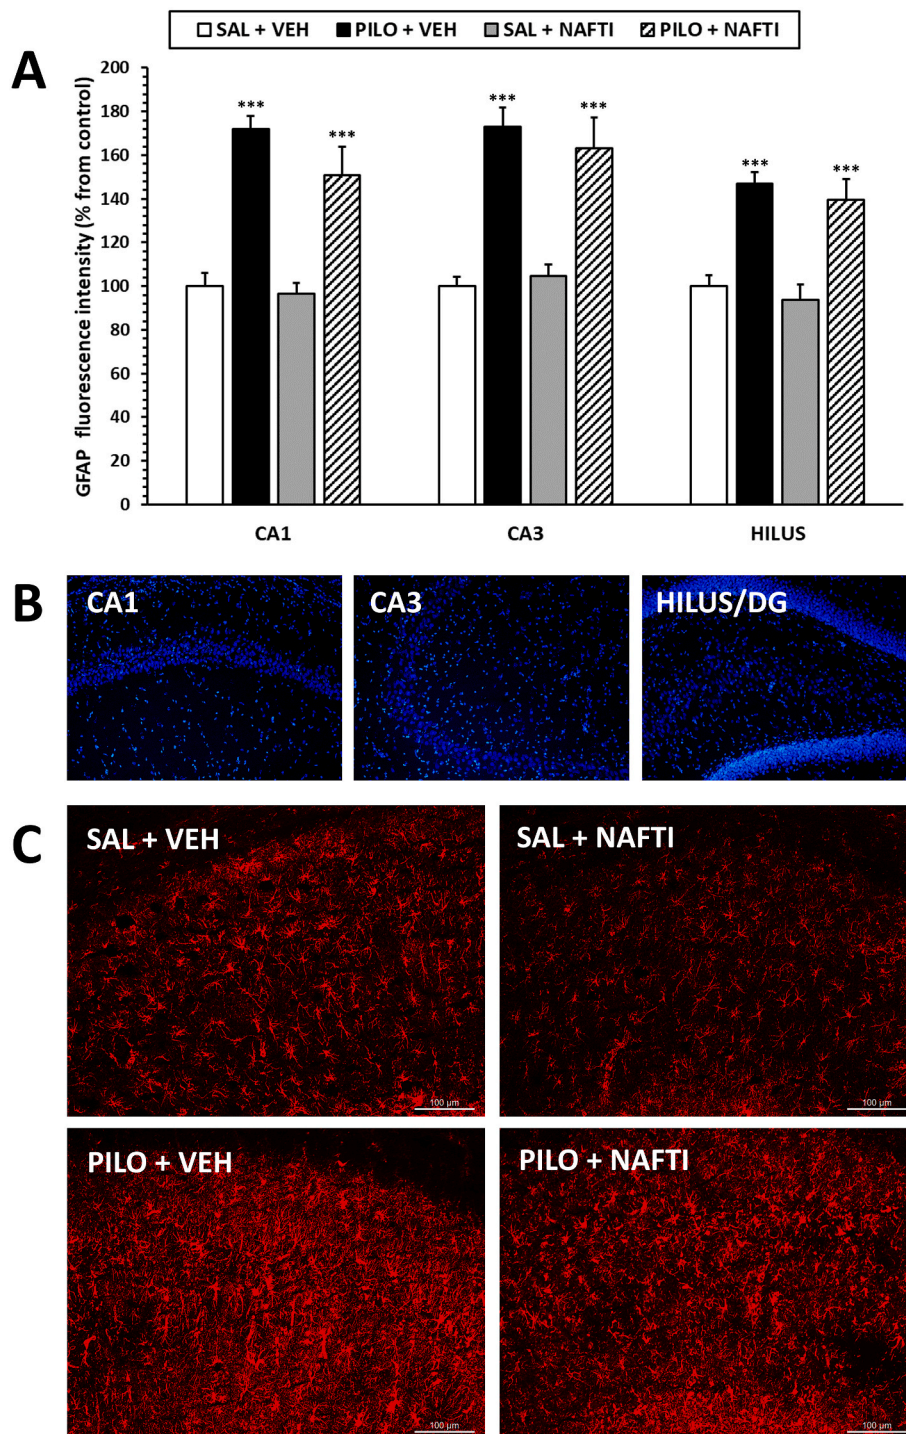 SAL + VEH PILO + VEH SAL + NAFTI PILO + NAFTI
A
GFAP fluorescence intensity (% from control)
200
180
160
140
120
100
80
60
40
20
0
*** *** *** *** *** ***
CA1 CA3 HILUS
B
CA1 CA3 HILUS/DG
C
SAL + VEH SAL + NAFTI
100 µm 100 µm
PILO + VEH PILO + NAFTI
100 µm 100 µm